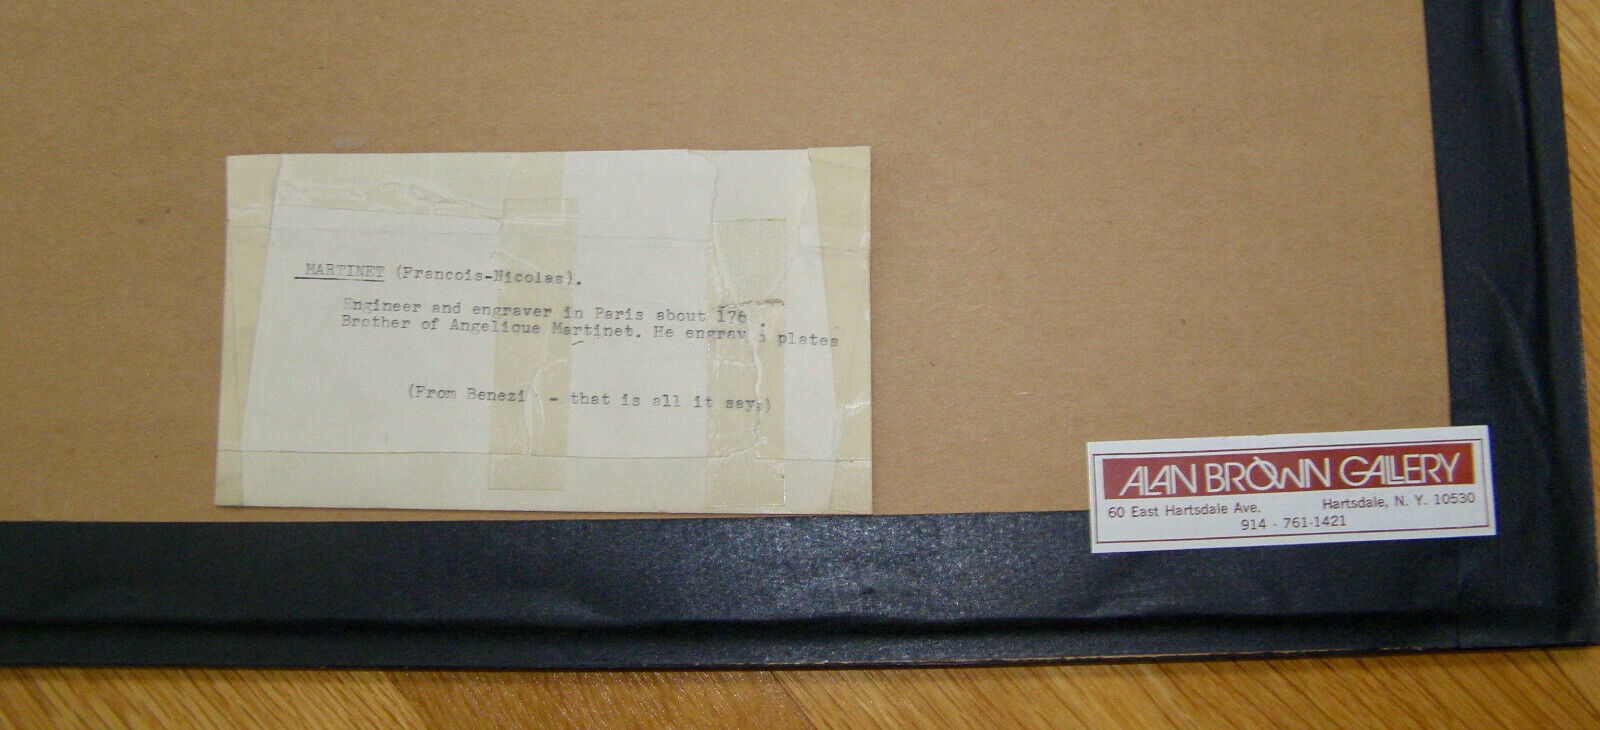 MARTINET (Francois-Nicolas).
Engineer and engraver in Paris about 176
Brother of Angelique Martinet. He engrav s plates
(From Benezi - that is all it says)
ALAN BROWN GALLERY
60 East Hartsdale Ave. Hartsdale, N. Y. 10530
914 - 761-1421